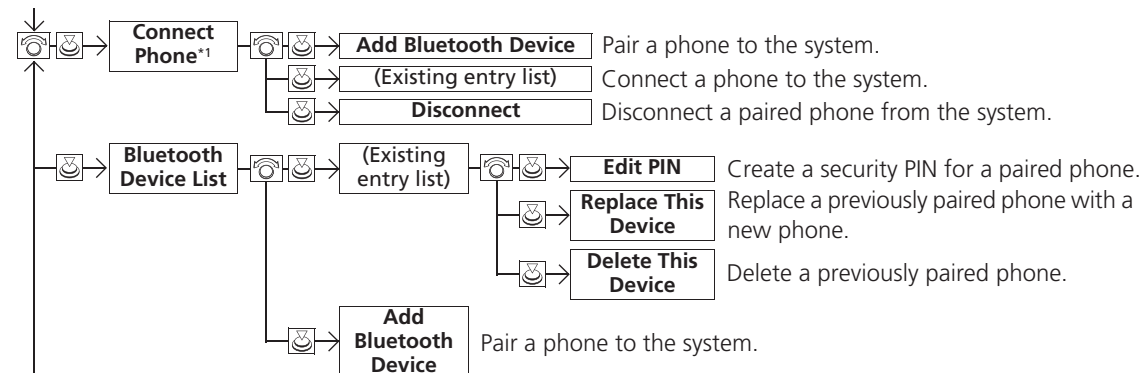 Connect
Phone*1
Add Bluetooth Device
Pair a phone to the system.
(Existing entry list)
Connect a phone to the system.
Disconnect
Disconnect a paired phone from the system.
Bluetooth
Device List
(Existing
entry list)
Edit PIN
Create a security PIN for a paired phone.
Replace This
Device
Replace a previously paired phone with a
new phone.
Delete This
Device
Delete a previously paired phone.
Add
Bluetooth
Device
Pair a phone to the system.